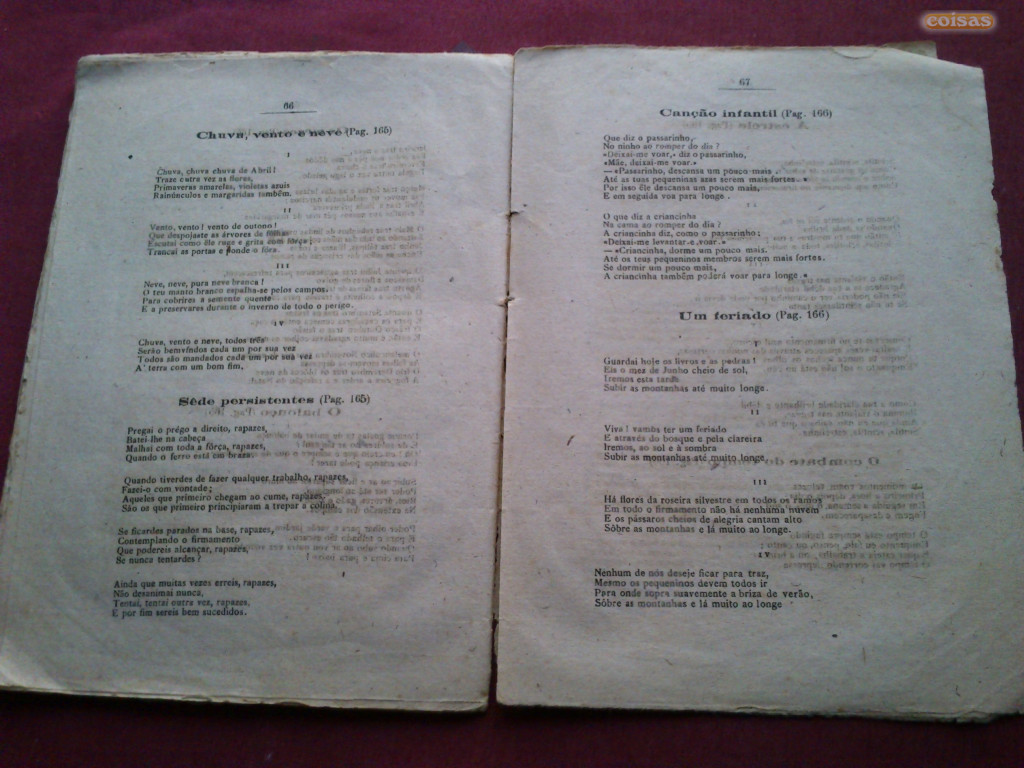 coisas
66
Chuva, vento e neve (Pag. 165)
I
Chuva, chuva chuva de Abril!
Traze outra vez as flores,
Primaveras amarelas, violetas azuis
Rainúnculos e margaridas tambêm.
II
Vento, vento! vento de outono!
Que despojaste as árvores de fôlhas
Escutai como êle ruge e grita com fôrça;
Trancai as portas e ponde o fóra.
III
Neve, neve, pura neve branca!
O teu manto branco espalha-se pelos campos.
Para cobrires a semente quente
E a preservares durante o inverno de todo o perigo.
IV
Chuva, vento e neve, todos três
Serão bemvindos cada um por sua vez
Todos são mandados cada um por sua vez
A' terra com um bom fim.
Sêde persistentes (Pag. 165)
Pregai o prégo a direito, rapazes,
Batei-lhe na cabeça
Malhai com toda a fôrça, rapazes,
Quando o ferro está em braza.
Quando tiverdes de fazer qualquer trabalho, rapazes,
Fazei-o com vontade;
Aqueles que primeiro chegam ao cume, rapazes,
São os que primeiro principiaram a trepar a colina.
Se ficardes parados na base, rapazes,
Contemplando o firmamento
Que podereis alcançar, rapazes,
Se nunca tentardes?
Ainda que muitas vezes erreis, rapazes,
Não desanimai nunca.
Tentai, tentai outra vez, rapazes,
E por fim sereis bem sucedidos.
67
Canção infantil (Pag. 166)
Que diz o passarinho,
No ninho ao romper do dia?
«Deixai-me voar,» diz o passarinho,
«Mãe, deixai-me voar.»
—«Passarinho, descansa um pouco mais.
Até as tuas pequeninas azas serem mais fortes.»
Por isso êle descansa um pouco mais,
E em seguida voa para longe.
O que diz a criancinha
Na cama ao romper do dia?
A criancinha diz, como o passarinho;
«Deixai-me levantar e voar.»
—«Criancinha, dorme um pouco mais.
Até os teus pequeninos membros serem mais fortes.
Se dormir um pouco mais,
A criancinha também poderá voar para longe.»
Um feriado (Pag. 166)
I
Guardai hoje os livros e as pedras!
Eis o mez de Junho cheio de sol,
Iremos esta tarde
Subir as montanhas até muito longe.
II
Viva! vamos ter um feriado
E através do bosque e pela clareira
Iremos, ao sol e à sombra
Subir as montanhas até muito longe,
III
Há flores da roseira silvestre em todos os ramos
Em todo o firmamento não há nenhuma nuvem
E os pássaros cheios de alegria cantam alto
Sôbre as montanhas e lá muito ao longe.
IV
Nenhum de nós deseje ficar para traz,
Mesmo os pequeninos devem todos ir
Para onde sopra suavemente a briza de verão,
Sôbre as montanhas e lá muito ao longe